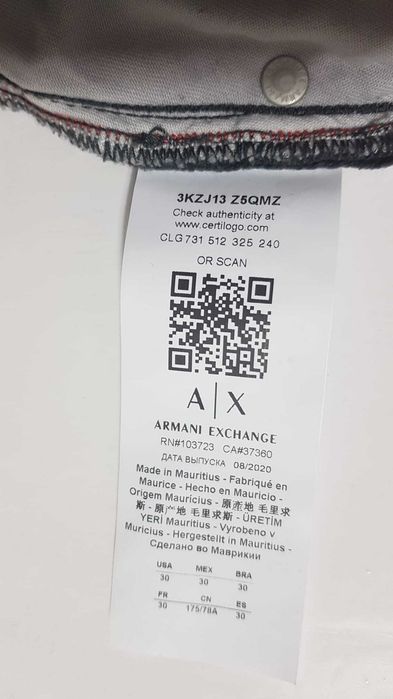 3KZJ13 Z5QMZ
Check authenticity at
www.certilogo.com
CLG 731 512 325 240
OR SCAN
A|X
ARMANI EXCHANGE
RN#103723 CA#37360
ДАТА ВЫПУСКА 08/2020
Made in Mauritius - Fabriqué en
Maurice - Hecho en Mauricio -
Origem Maurícius - 原產地 毛里求
斯 - 原产地 毛里求斯 - ÜRETİM
YERİ Mauritius - Vyrobeno v
Muricius - Hergestellt in Mauritius -
Сделано во Маврикии
USA MEX BRA
30 30 30
FR CN ES
30 175/78A 30